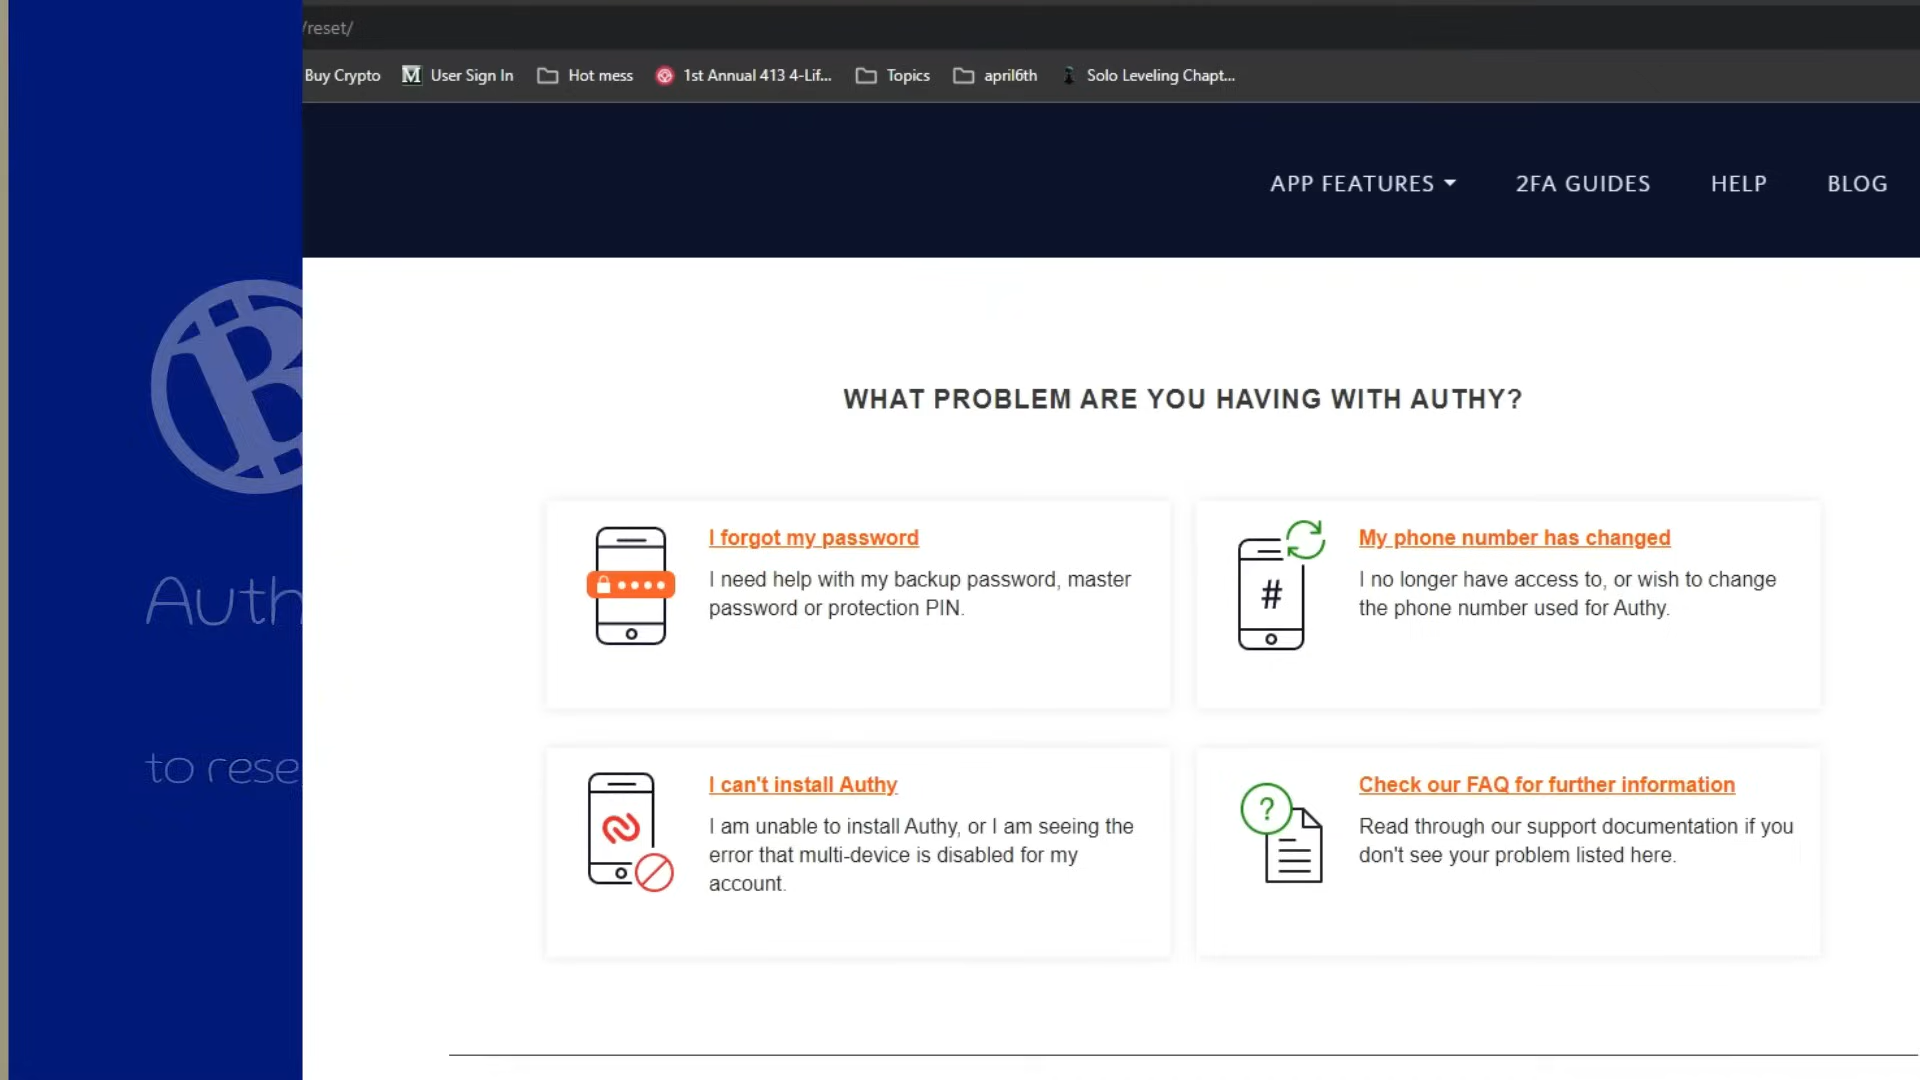 /reset/
Buy Crypto User Sign In Hot mess 1st Annual 413 4-Lif... Topics april6th Solo Leveling Chapt...
APP FEATURES 2FA GUIDES HELP BLOG
WHAT PROBLEM ARE YOU HAVING WITH AUTHY?
I forgot my password
I need help with my backup password, master
password or protection PIN.
My phone number has changed
#
I no longer have access to, or wish to change
the phone number used for Authy.
I can't install Authy
I am unable to install Authy, or I am seeing the
error that multi-device is disabled for my
account.
Check our FAQ for further information
?
Read through our support documentation if you
don't see your problem listed here.
B
Auth
to rese